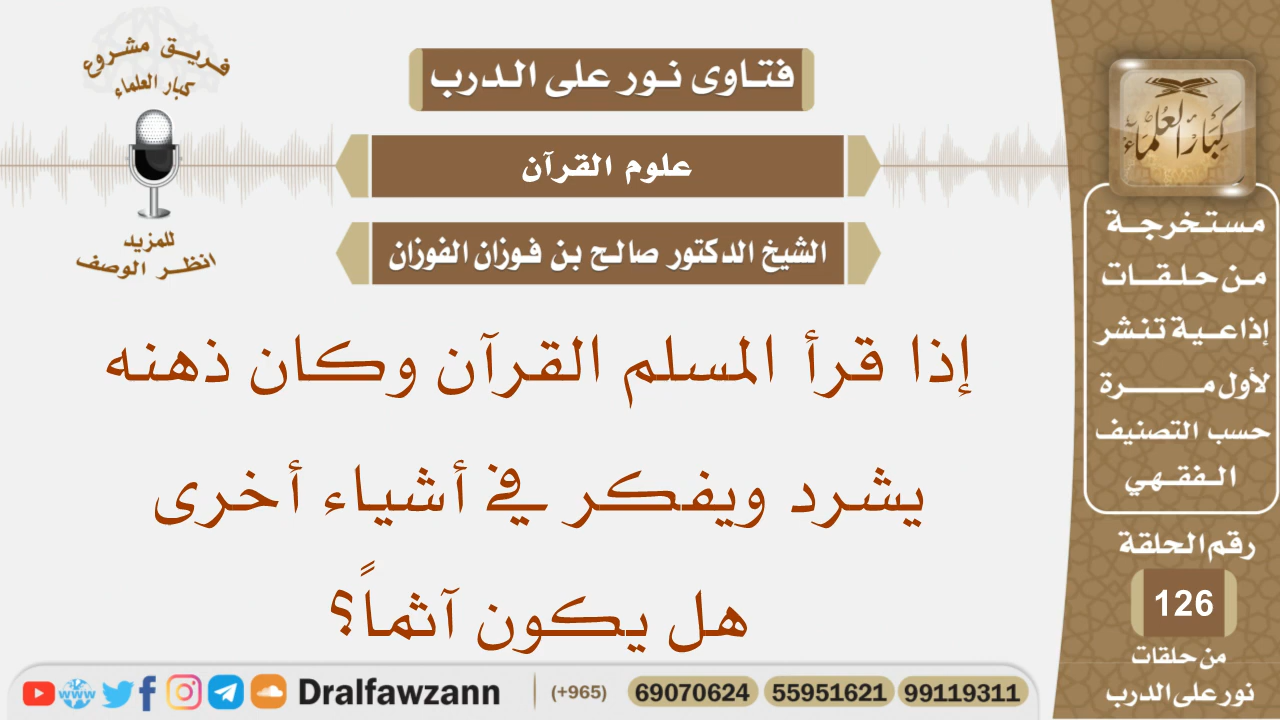 فريق مشروع
كبار العلماء
للمزيد
انظر الوصف
فتاوى نور على الدرب
علوم القرآن
الشيخ الدكتور صالح بن فوزان الفوزان
إذا قرأ المسلم القرآن وكان ذهنه
يشرد ويفكر في أشياء أخرى
هل يكون آثماً؟
كبار العلماء
مستخرجة
من حلقات
إذاعية تنشر
لأول مرة
حسب التصنيف
الفقهي
رقم الحلقة
126
من حلقات
نور على الدرب
Dralfawzann
(+965)
69070624
55951621
99119311